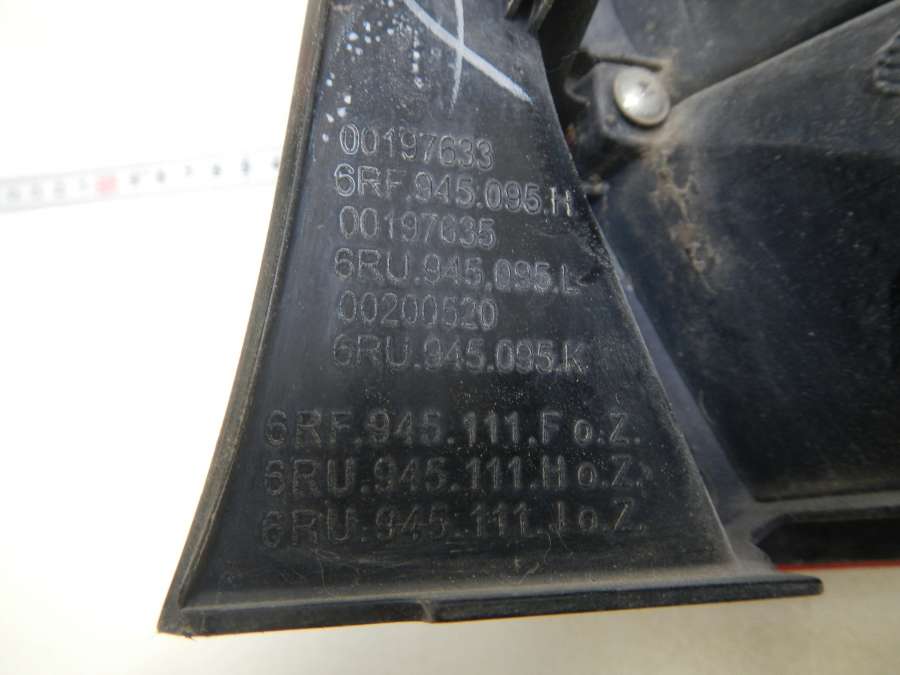 00197633
6RF.945.095.H
00197635
6RU.945.095.L
00200520
6RU.945.095.K
6RF.945.111.F o.Z.
6RU.945.111.H o.Z.
6RU.945.111.J o.Z.